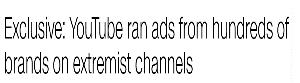 Exclusive: YouTube ran ads from hundreds of
brands on extremist channels